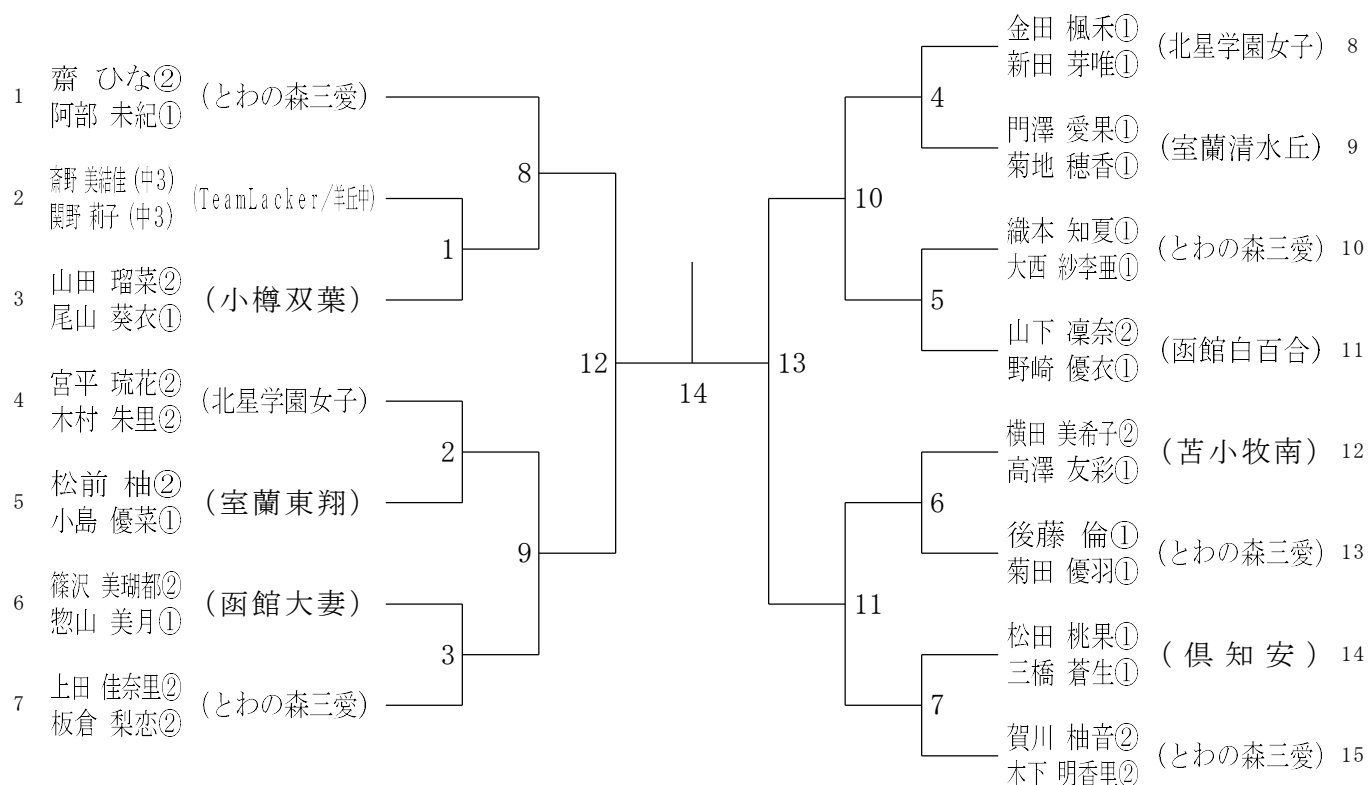 1 齋 ひな② (とわの森三愛)
阿部 未紀①
2 斎野 美結佳 (中3) (TeamLacker/羊丘中)
関野 莉子 (中3)
3 山田 瑠菜② (小樽双葉)
尾山 葵衣①
4 宮平 琉花② (北星学園女子)
木村 朱里②
5 松前 柚② (室蘭東翔)
小島 優菜①
6 篠沢 美瑚都② (函館大妻)
惣山 美月①
7 上田 佳奈里② (とわの森三愛)
板倉 梨恋②
8
1
2
9
3
12
14
13
金田 楓禾① (北星学園女子) 8
新田 芽唯①
門澤 愛果① (室蘭清水丘) 9
菊地 穂香①
織本 知夏① (とわの森三愛) 10
大西 紗李亜①
山下 凜奈② (函館白百合) 11
野崎 優衣①
横田 美希子② (苫小牧南) 12
高澤 友彩①
後藤 倫① (とわの森三愛) 13
菊田 優羽①
松田 桃果① (倶知安) 14
三橋 蒼生①
賀川 柚音② (とわの森三愛) 15
木下 明香里②
4
10
5
6
11
7